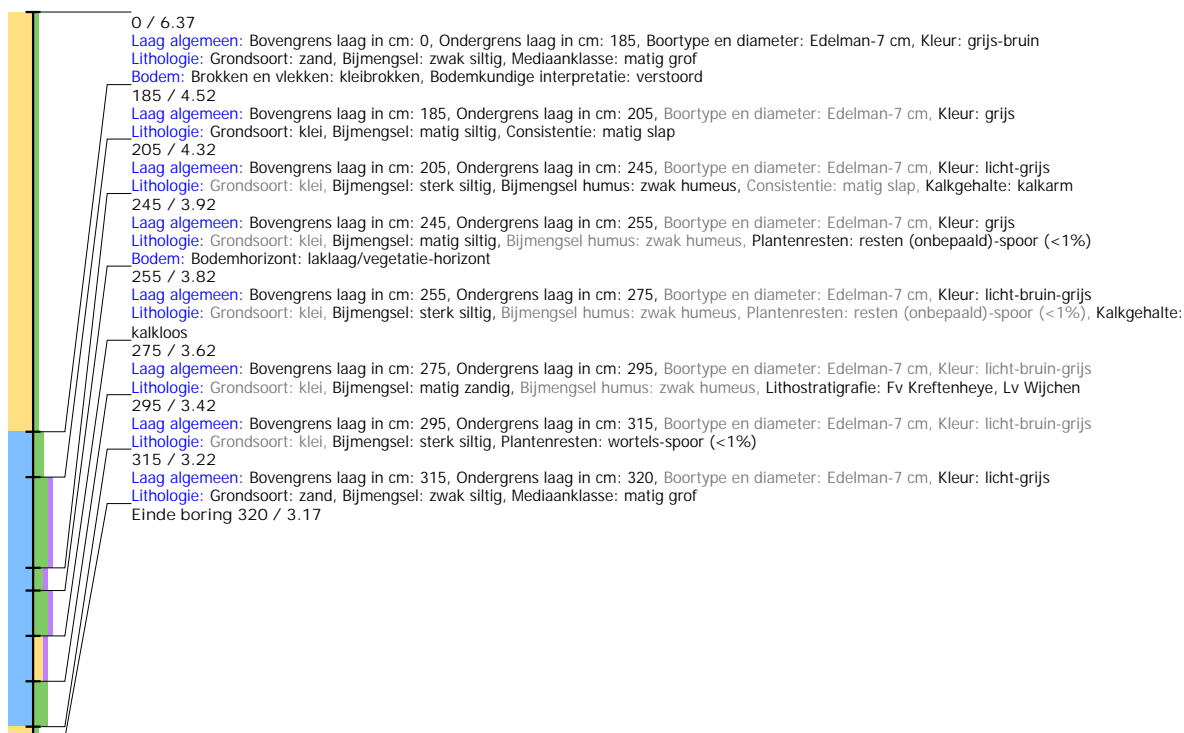 0 / 6.37
Laag algemeen: Bovengrens laag in cm: 0, Ondergrens laag in cm: 185, Boortype en diameter: Edelman-7 cm, Kleur: grijs-bruin
Lithologie: Grondsoort: zand, Bijmengsel: zwak siltig, Mediaanklasse: matig grof
Bodem: Brokken en vlekken: kleibrokken, Bodemkundige interpretatie: verstoord
185 / 4.52
Laag algemeen: Bovengrens laag in cm: 185, Ondergrens laag in cm: 205, Boortype en diameter: Edelman-7 cm, Kleur: grijs
Lithologie: Grondsoort: klei, Bijmengsel: matig siltig, Consistentie: matig slap
205 / 4.32
Laag algemeen: Bovengrens laag in cm: 205, Ondergrens laag in cm: 245, Boortype en diameter: Edelman-7 cm, Kleur: licht-grijs
Lithologie: Grondsoort: klei, Bijmengsel: sterk siltig, Bijmengsel humus: zwak humeus, Consistentie: matig slap, Kalkgehalte: kalkarm
245 / 3.92
Laag algemeen: Bovengrens laag in cm: 245, Ondergrens laag in cm: 255, Boortype en diameter: Edelman-7 cm, Kleur: grijs
Lithologie: Grondsoort: klei, Bijmengsel: matig siltig, Bijmengsel humus: zwak humeus, Plantenresten: resten (onbepaald)-spoor (<1%)
Bodem: Bodemhorizont: laklaag/vegetatie-horizont
255 / 3.82
Laag algemeen: Bovengrens laag in cm: 255, Ondergrens laag in cm: 275, Boortype en diameter: Edelman-7 cm, Kleur: licht-bruin-grijs
Lithologie: Grondsoort: klei, Bijmengsel: sterk siltig, Bijmengsel humus: zwak humeus, Plantenresten: resten (onbepaald)-spoor (<1%), Kalkgehalte:
kalkloos
275 / 3.62
Laag algemeen: Bovengrens laag in cm: 275, Ondergrens laag in cm: 295, Boortype en diameter: Edelman-7 cm, Kleur: licht-bruin-grijs
Lithologie: Grondsoort: klei, Bijmengsel: matig zandig, Bijmengsel humus: zwak humeus, Lithostratigrafie: Fv Kreftenheye, Lv Wijchen
295 / 3.42
Laag algemeen: Bovengrens laag in cm: 295, Ondergrens laag in cm: 315, Boortype en diameter: Edelman-7 cm, Kleur: licht-bruin-grijs
Lithologie: Grondsoort: klei, Bijmengsel: sterk siltig, Plantenresten: wortels-spoor (<1%)
315 / 3.22
Laag algemeen: Bovengrens laag in cm: 315, Ondergrens laag in cm: 320, Boortype en diameter: Edelman-7 cm, Kleur: licht-grijs
Lithologie: Grondsoort: zand, Bijmengsel: zwak siltig, Mediaanklasse: matig grof
Einde boring 320 / 3.17